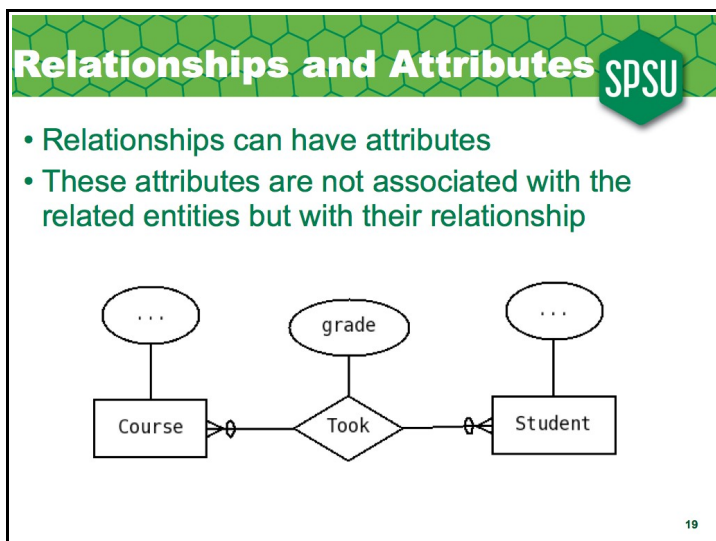 Relationships and Attributes
SPSU
• Relationships can have attributes
• These attributes are not associated with the
related entities but with their relationship
...
grade
...
Course
Took
Student
19